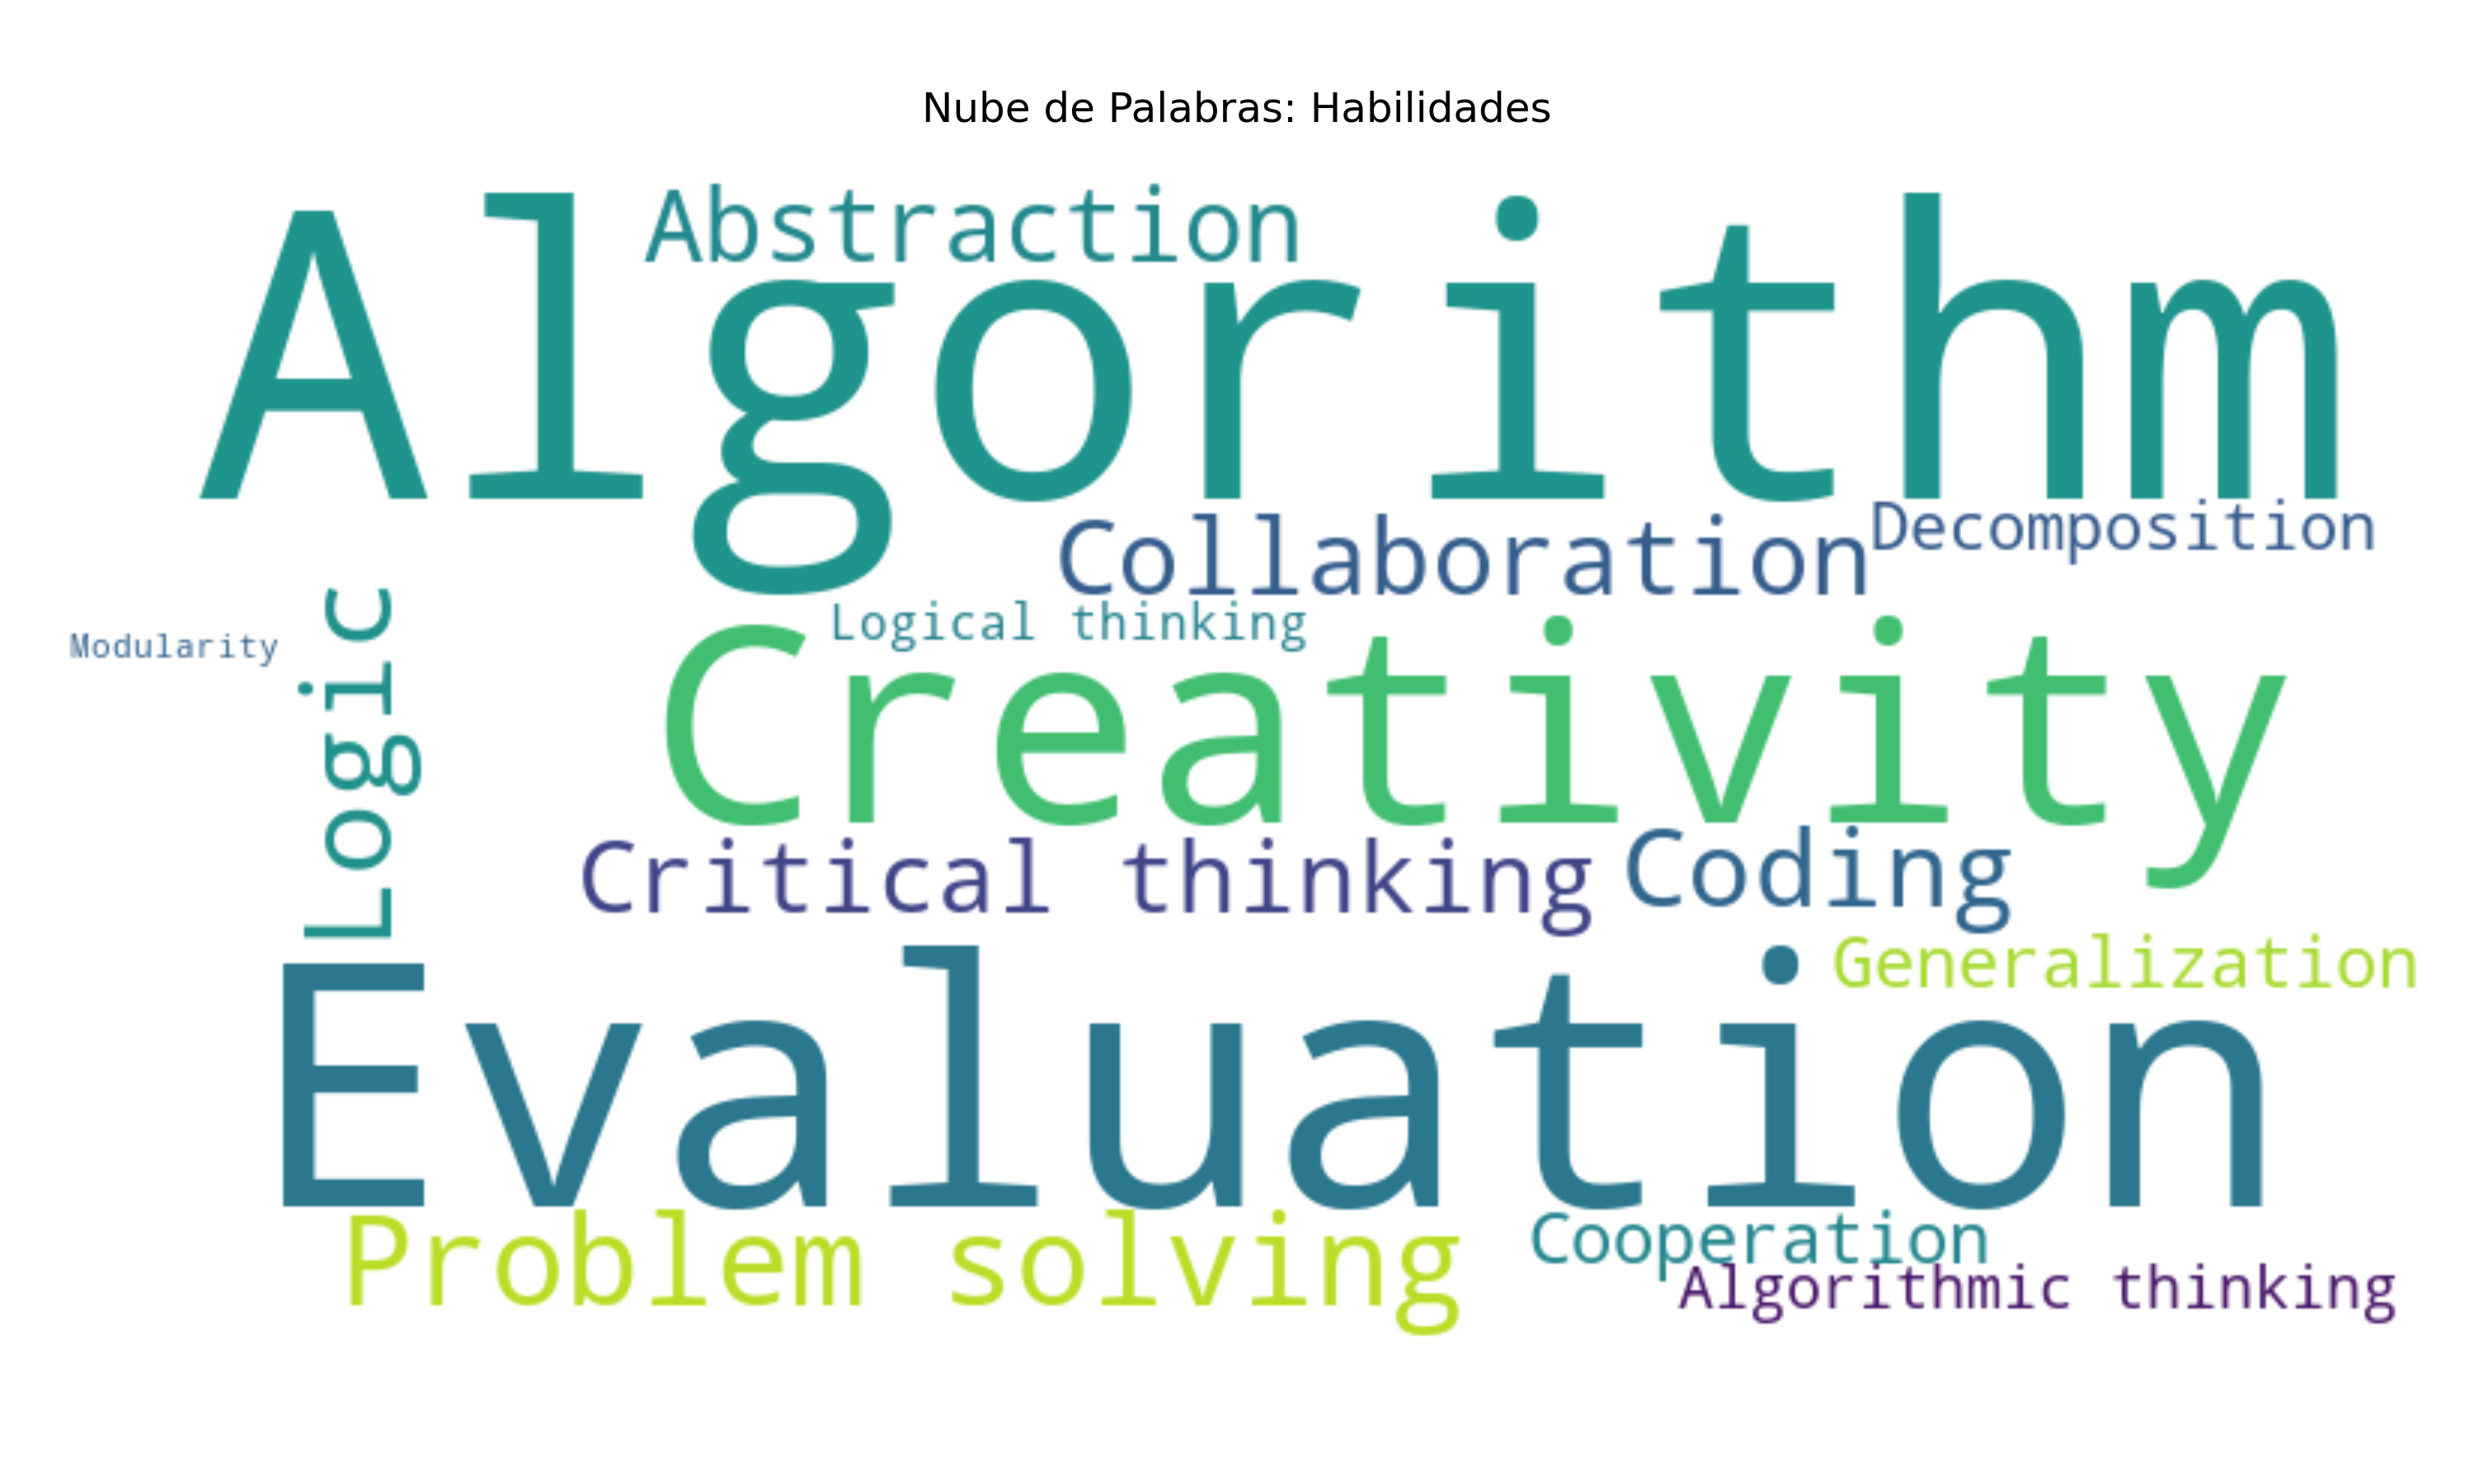 Nube de Palabras: Habilidades
Abstraction
Algorithm
Collaboration
Decomposition
Logical thinking
Modularity
Logic
Creativity
Critical thinking
Coding
Generalization
Evaluation
Problem solving
Cooperation
Algorithmic thinking